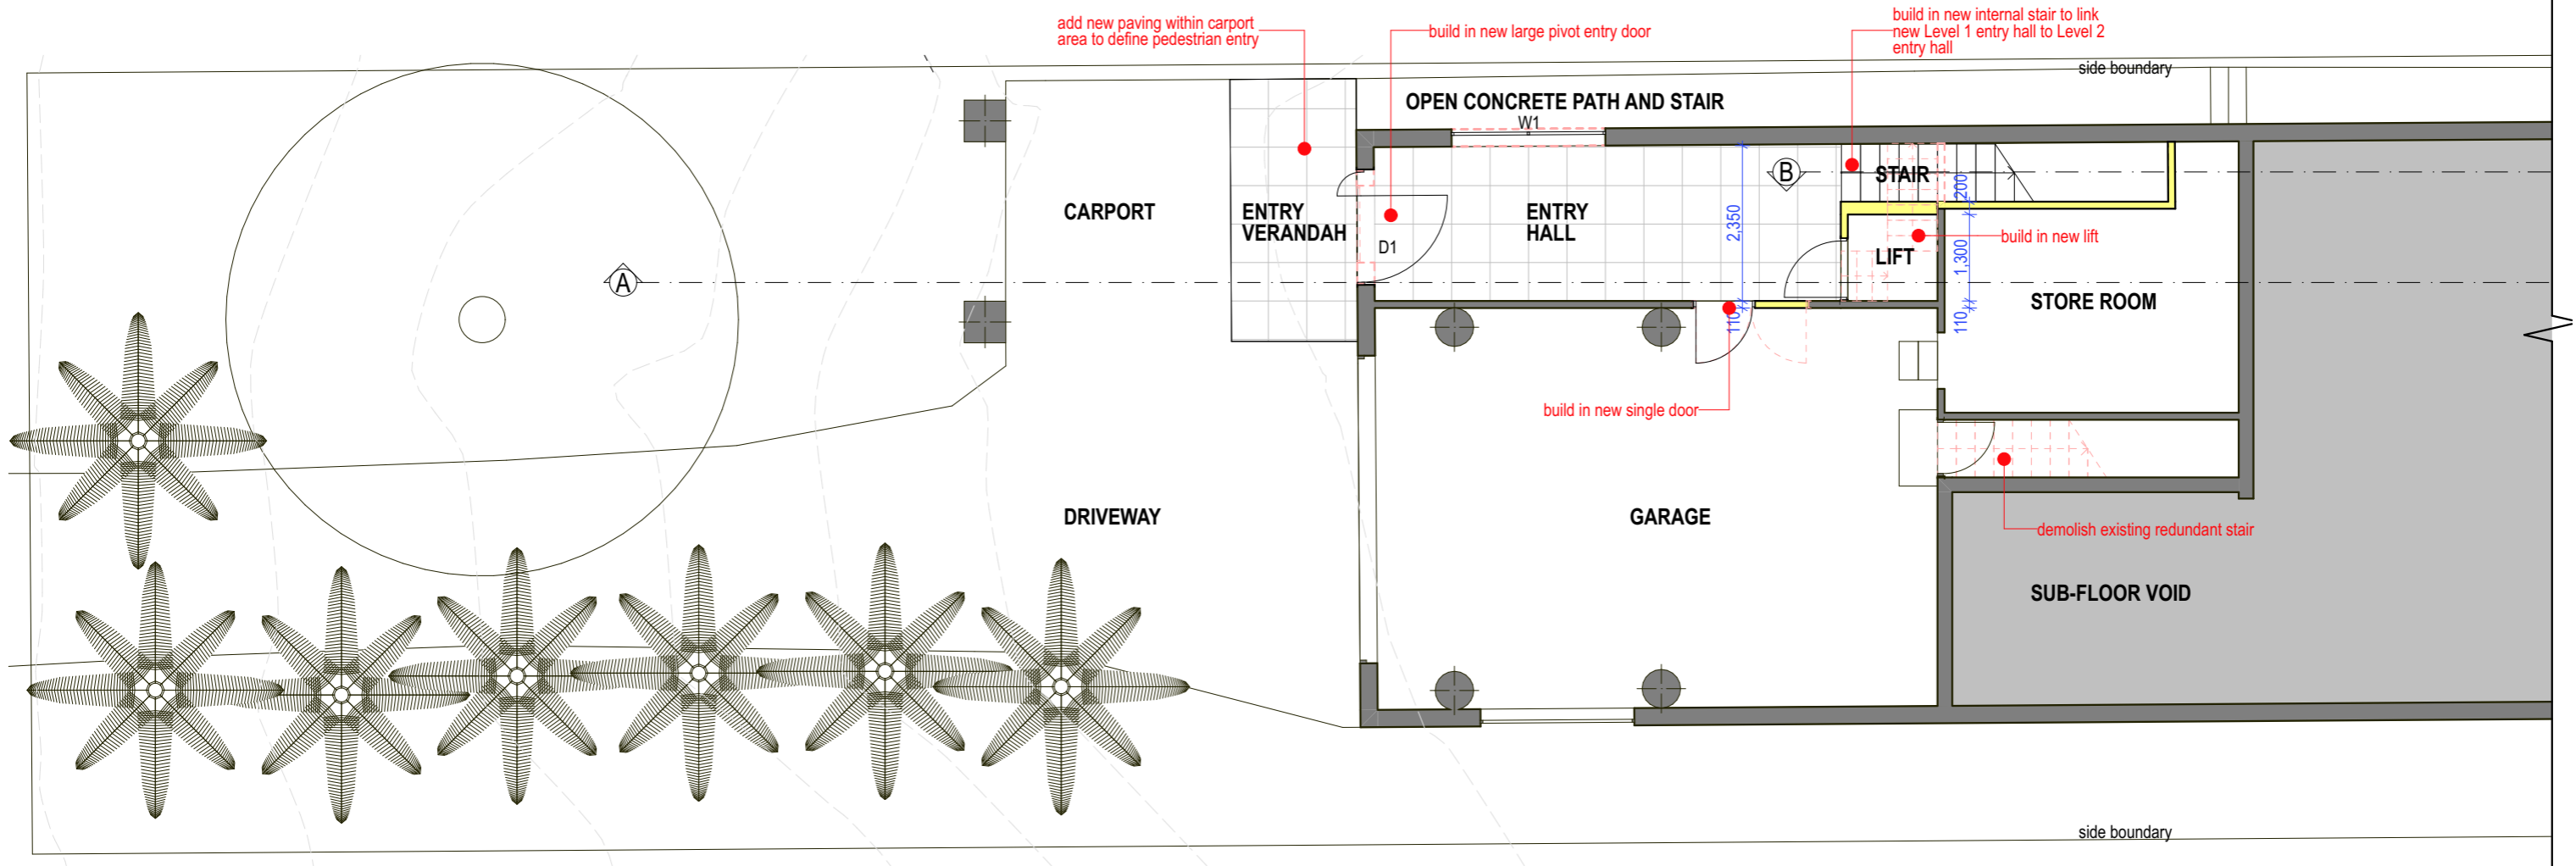 add new paving within carport
area to define pedestrian entry
build in new large pivot entry door
build in new internal stair to link
new Level 1 entry hall to Level 2
entry hall
side boundary
OPEN CONCRETE PATH AND STAIR
W1
B
STAIR
200
CARPORT
ENTRY
VERANDAH
ENTRY
HALL
2,350
D1
build in new lift
LIFT
1,300
A
STORE ROOM
110
110
build in new single door
DRIVEWAY
GARAGE
demolish existing redundant stair
SUB-FLOOR VOID
side boundary